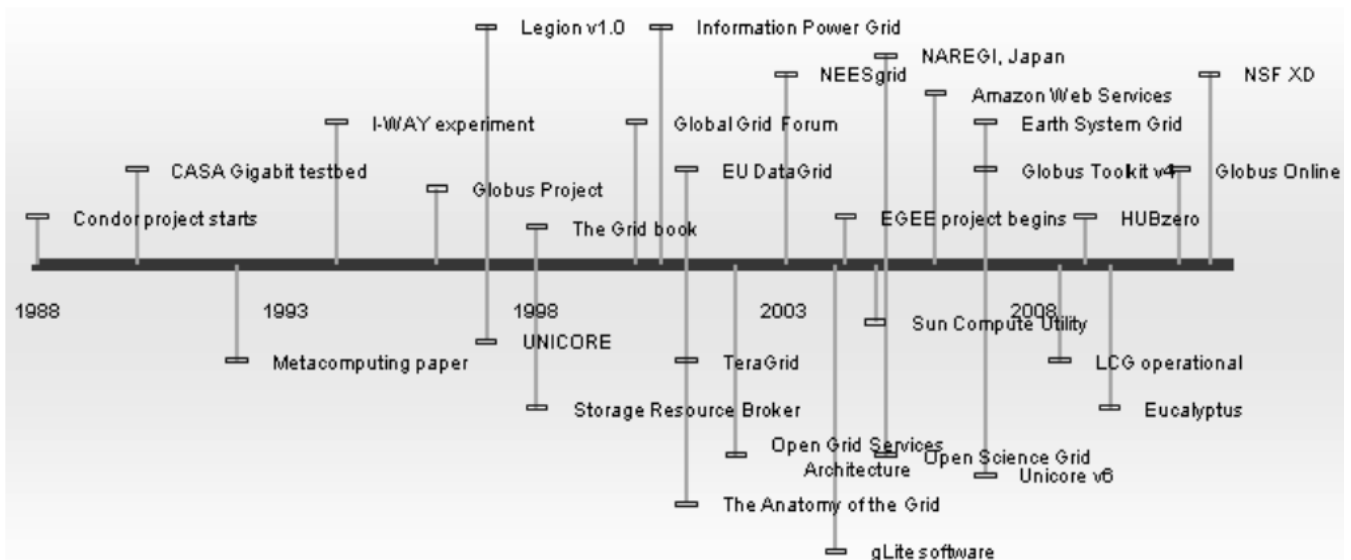 Legion v1.0
Information Power Grid
NAREGI, Japan
NEESgrid
NSF XD
Amazon Web Services
I-WAY experiment
Global Grid Forum
Earth System Grid
CASA Gigabit testbed
EU DataGrid
Globus Toolkit v4
Globus Online
Globus Project
Condor project starts
The Grid book
EGEE project begins
HUBzero
1988
1993
1998
2003
2008
Sun Compute Utility
UNICORE
Metacomputing paper
TeraGrid
LCG operational
Storage Resource Broker
Eucalyptus
Open Grid Services
Architecture
Open Science Grid
Unicore v6
The Anatomy of the Grid
gLite software